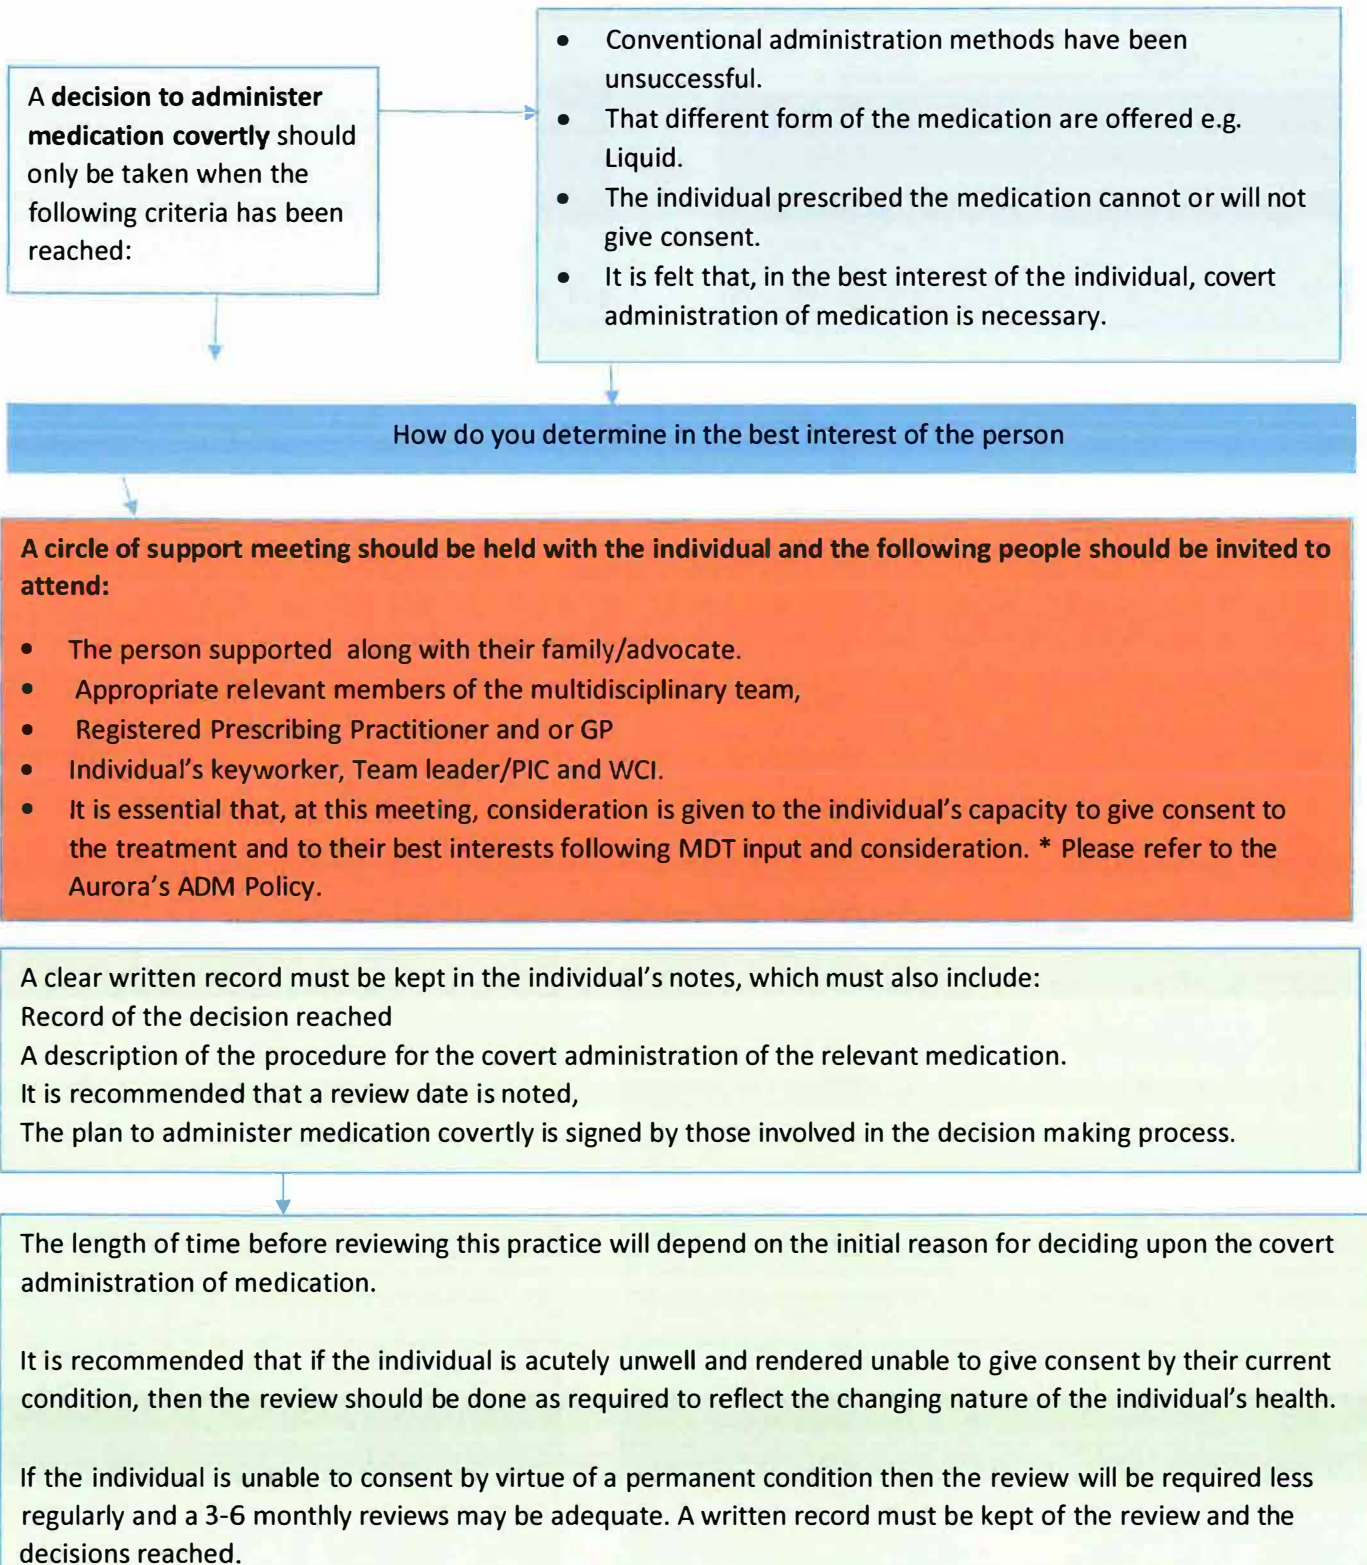 A decision to administer
medication covertly should
only be taken when the
following criteria has been
reached:
• Conventional administration methods have been
unsuccessful.
• That different form of the medication are offered e.g.
Liquid.
• The individual prescribed the medication cannot or will not
give consent.
• It is felt that, in the best interest of the individual, covert
administration of medication is necessary.
How do you determine in the best interest of the person
A circle of support meeting should be held with the individual and the following people should be invited to
attend:
• The person supported along with their family/advocate.
• Appropriate relevant members of the multidisciplinary team,
• Registered Prescribing Practitioner and or GP
• Individual's keyworker, Team leader/PIC and WCI.
• It is essential that, at this meeting, consideration is given to the individual's capacity to give consent to
the treatment and to their best interests following MDT input and consideration. * Please refer to the
Aurora's ADM Policy.
A clear written record must be kept in the individual's notes, which must also include:
Record of the decision reached
A description of the procedure for the covert administration of the relevant medication.
It is recommended that a review date is noted,
The plan to administer medication covertly is signed by those involved in the decision making process.
The length of time before reviewing this practice will depend on the initial reason for deciding upon the covert
administration of medication.
It is recommended that if the individual is acutely unwell and rendered unable to give consent by their current
condition, then the review should be done as required to reflect the changing nature of the individual's health.
If the individual is unable to consent by virtue of a permanent condition then the review will be required less
regularly and a 3-6 monthly reviews may be adequate. A written record must be kept of the review and the
decisions reached.